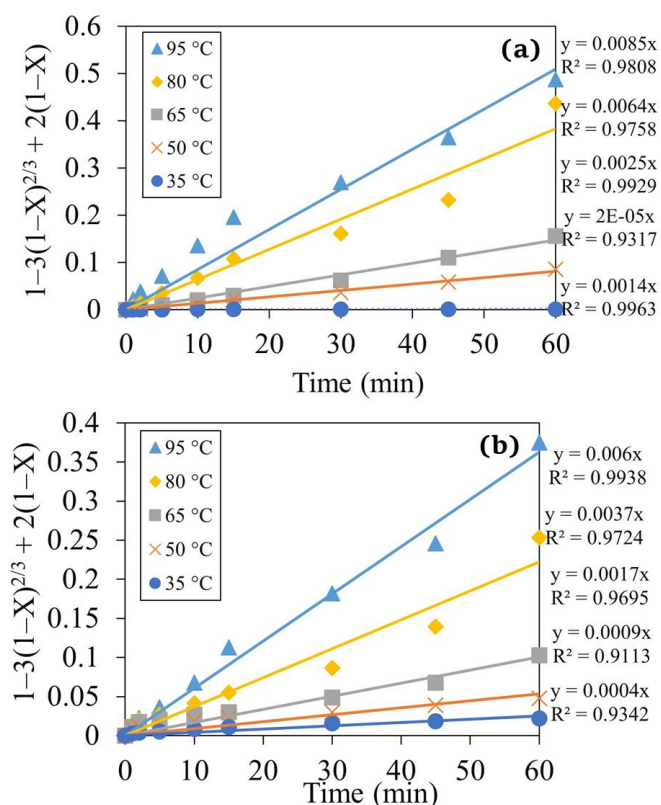 (a)
1–3(1–X)^2/3 + 2(1–X)
0.6
0.5
0.4
0.3
0.2
0.1
0
95 °C
80 °C
65 °C
50 °C
35 °C
y = 0.0085x
R² = 0.9808
y = 0.0064x
R² = 0.9758
y = 0.0025x
R² = 0.9929
y = 2E-05x
R² = 0.9317
y = 0.0014x
R² = 0.9963
0 10 20 30 40 50 60
Time (min)
(b)
1–3(1–X)^2/3 + 2(1–X)
0.4
0.35
0.3
0.25
0.2
0.15
0.1
0.05
0
95 °C
80 °C
65 °C
50 °C
35 °C
y = 0.006x
R² = 0.9938
y = 0.0037x
R² = 0.9724
y = 0.0017x
R² = 0.9695
y = 0.0009x
R² = 0.9113
y = 0.0004x
R² = 0.9342
0 10 20 30 40 50 60
Time (min)